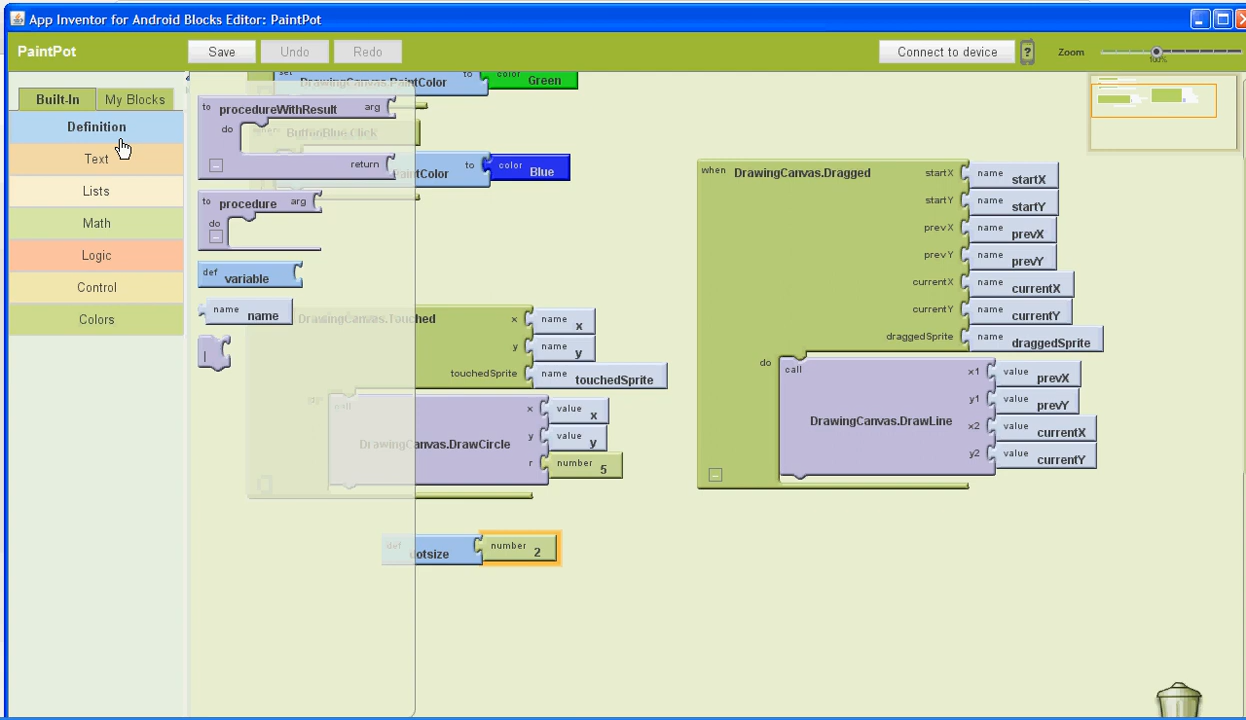 App Inventor for Android Blocks Editor: PaintPot
PaintPot
Save
Undo
Redo
Connect to device
?
Zoom
100%
Built-In
My Blocks
Definition
Text
Lists
Math
Logic
Control
Colors
to procedureWithResult arg
do
return
to procedure arg
do
def variable
name name
set DrawingCanvas.PaintColor to color Green
when ButtonBlue.Click
PaintColor to color Blue
DrawingCanvas.Touched x name x
y name y
touchedSprite name touchedSprite
do call
DrawingCanvas.DrawCircle
x value x
y value y
r number 5
def dotsize number 2
when DrawingCanvas.Dragged startX name startX
startY name startY
prevX name prevX
prevY name prevY
currentX name currentX
currentY name currentY
draggedSprite name draggedSprite
do call
DrawingCanvas.DrawLine
x1 value prevX
y1 value prevY
x2 value currentX
y2 value currentY